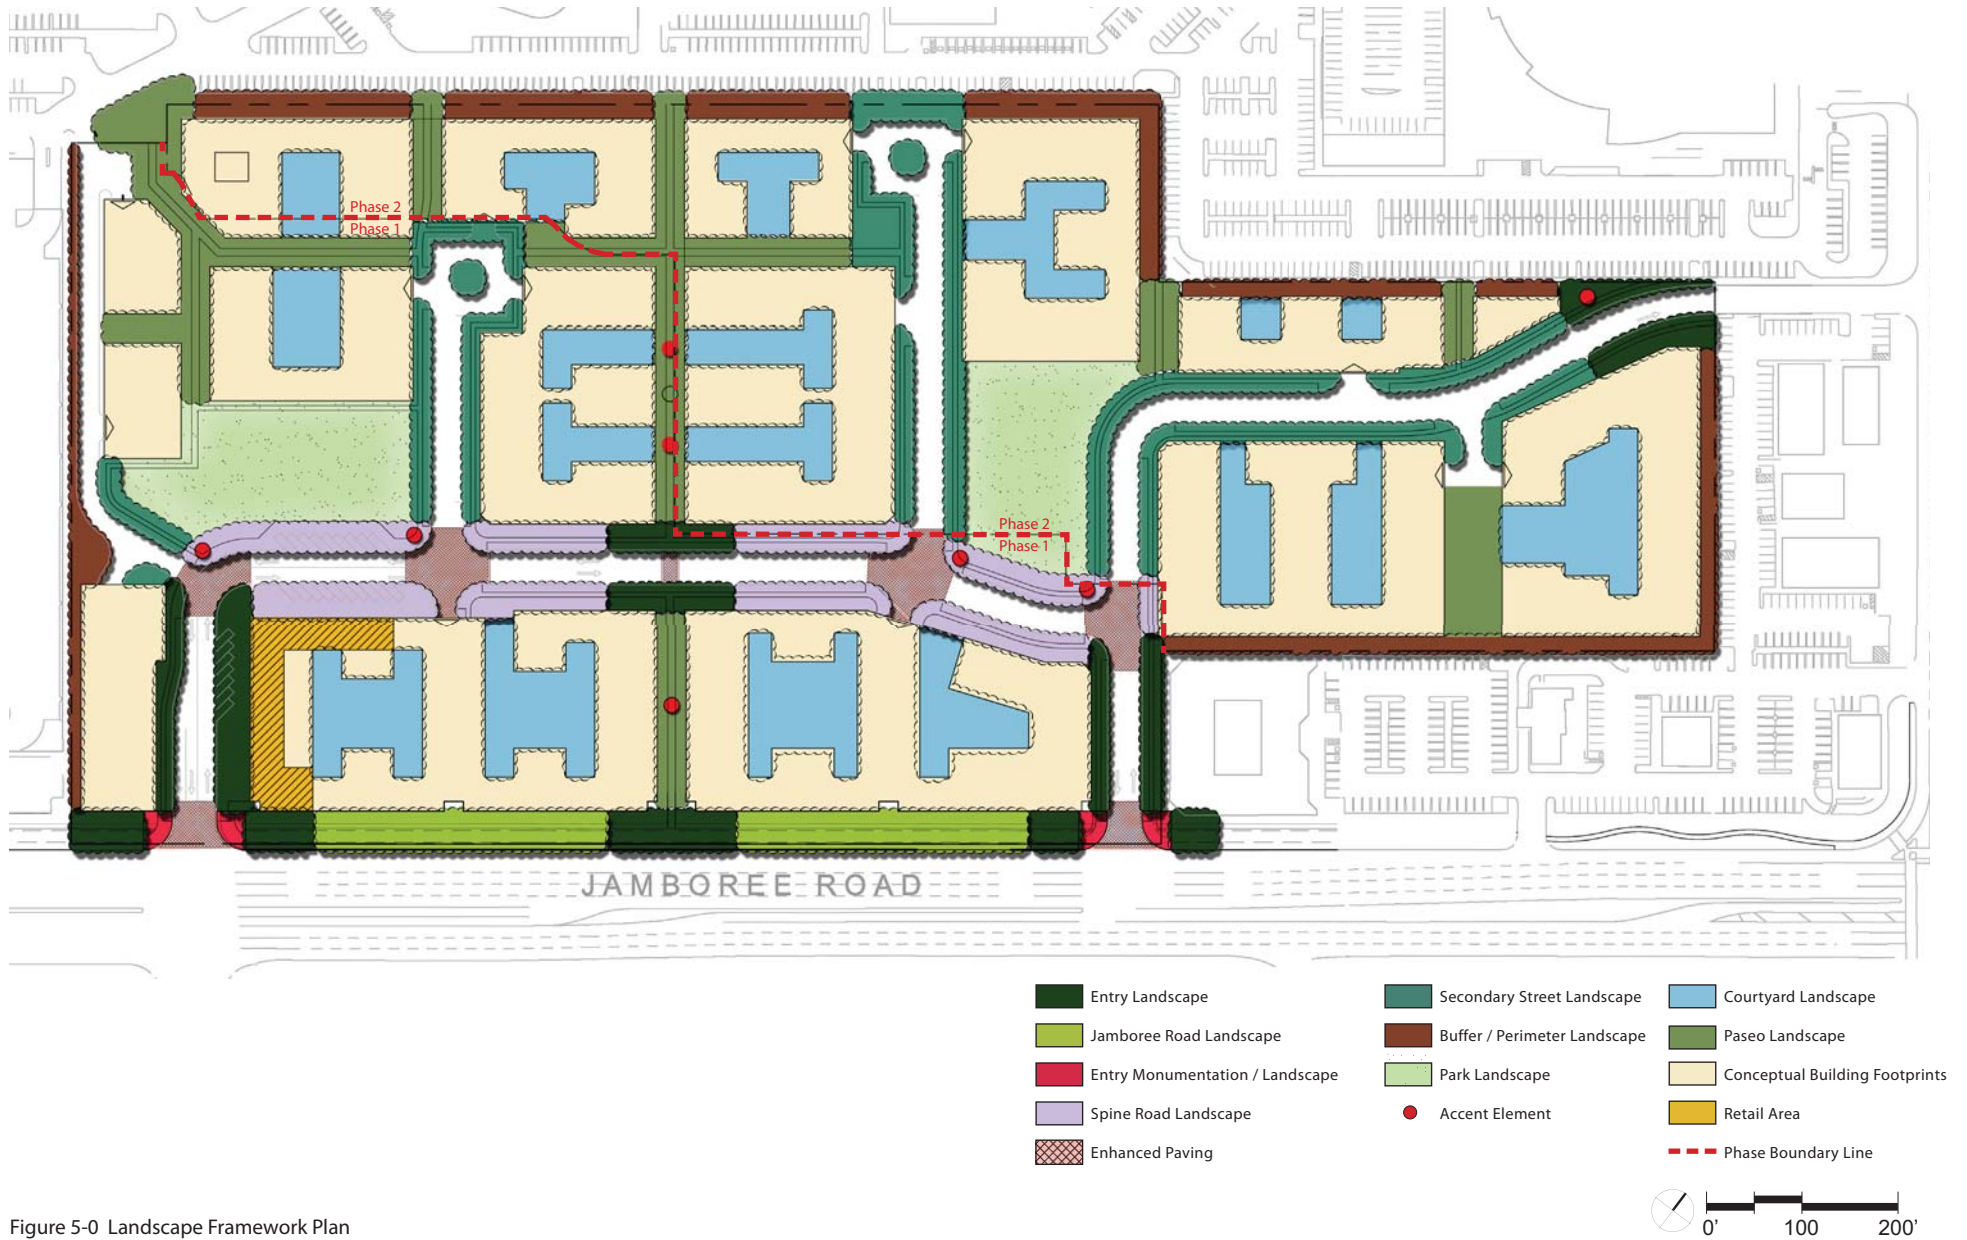 Phase 2
Phase 1
Phase 2
Phase 1
JAMBOREE ROAD
Entry Landscape
Jamboree Road Landscape
Entry Monumentation / Landscape
Spine Road Landscape
Enhanced Paving
Secondary Street Landscape
Buffer / Perimeter Landscape
Park Landscape
Accent Element
Courtyard Landscape
Paseo Landscape
Conceptual Building Footprints
Retail Area
Phase Boundary Line
0' 100 200'
Figure 5-0 Landscape Framework Plan